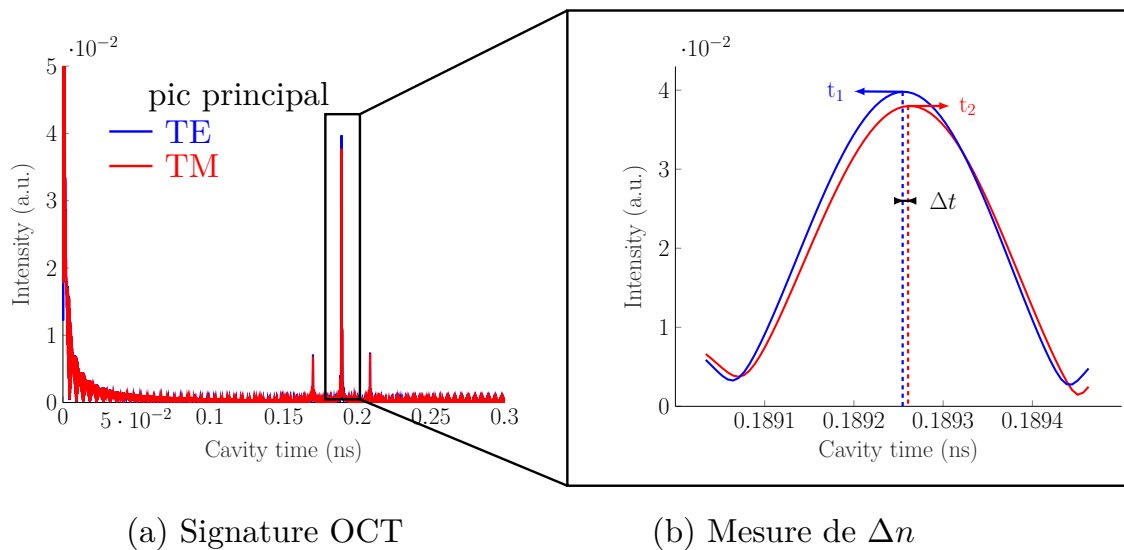 ·10⁻²
5
4
3
2
1
0
Intensity (a.u.)
pic principal
TE
TM
0
5 · 10⁻²
0.1
0.15
0.2
0.25
0.3
Cavity time (ns)
(a) Signature OCT
·10⁻²
4
3
2
1
0
Intensity (a.u.)
t₁
t₂
Δt
0.1891
0.1892
0.1893
0.1894
Cavity time (ns)
(b) Mesure de Δn